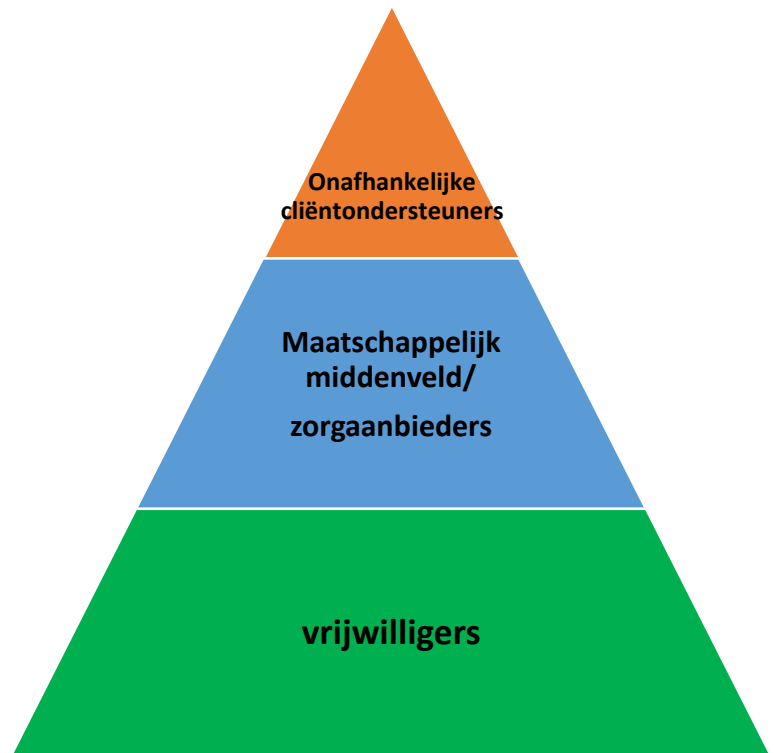 Onafhankelijke
cliëntondersteuners
Maatschappelijk
middenveld/
zorgaanbieders
vrijwilligers